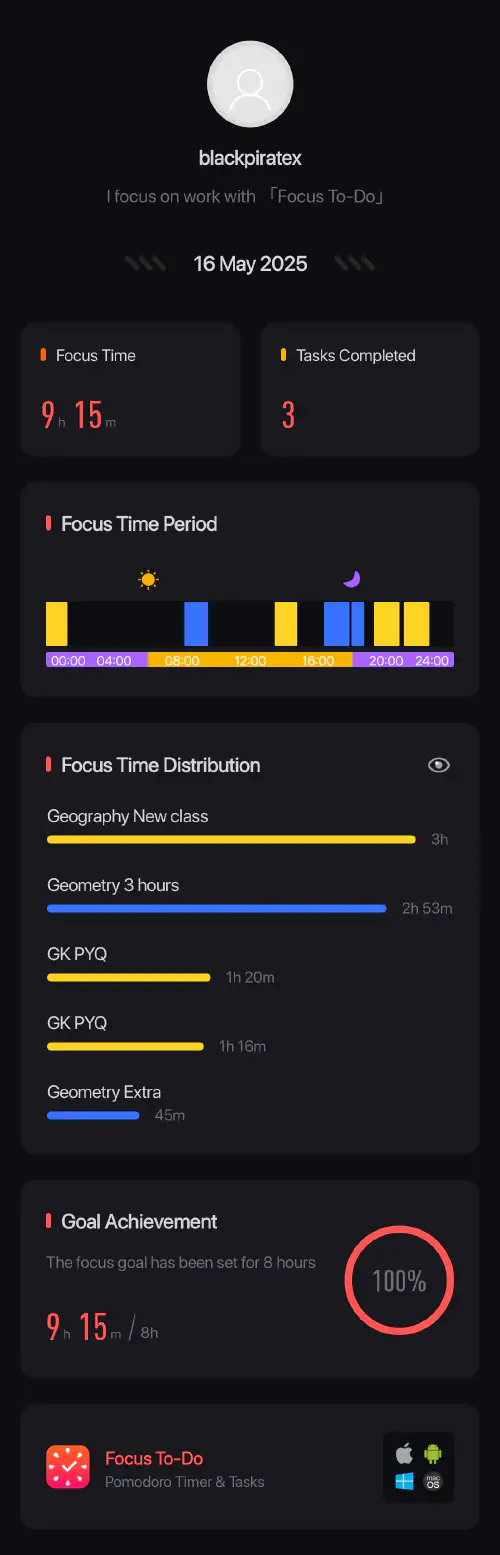 blackpiratex
I focus on work with 「Focus To-Do」
16 May 2025
Focus Time
9 h 15 m
Tasks Completed
3
Focus Time Period
00:00 04:00 08:00 12:00 16:00 20:00 24:00
Focus Time Distribution
Geography New class
3h
Geometry 3 hours
2h 53m
GK PYQ
1h 20m
GK PYQ
1h 16m
Geometry Extra
45m
Goal Achievement
The focus goal has been set for 8 hours
9 h 15 m / 8h
100%
Focus To-Do
Pomodoro Timer & Tasks
mac
OS